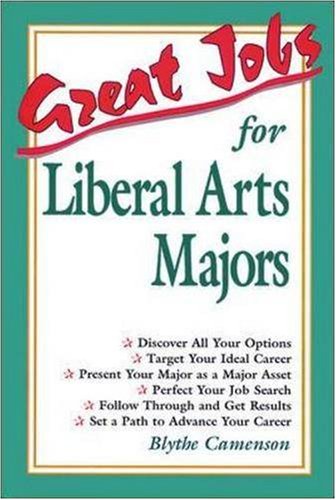 Great Jobs
for
Liberal Arts
Majors
☆ Discover All Your Options
☆ Target Your Ideal Career
☆ Present Your Major as a Major Asset
☆ Perfect Your Job Search
☆ Follow Through and Get Results
☆ Set a Path to Advance Your Career
Blythe Camenson